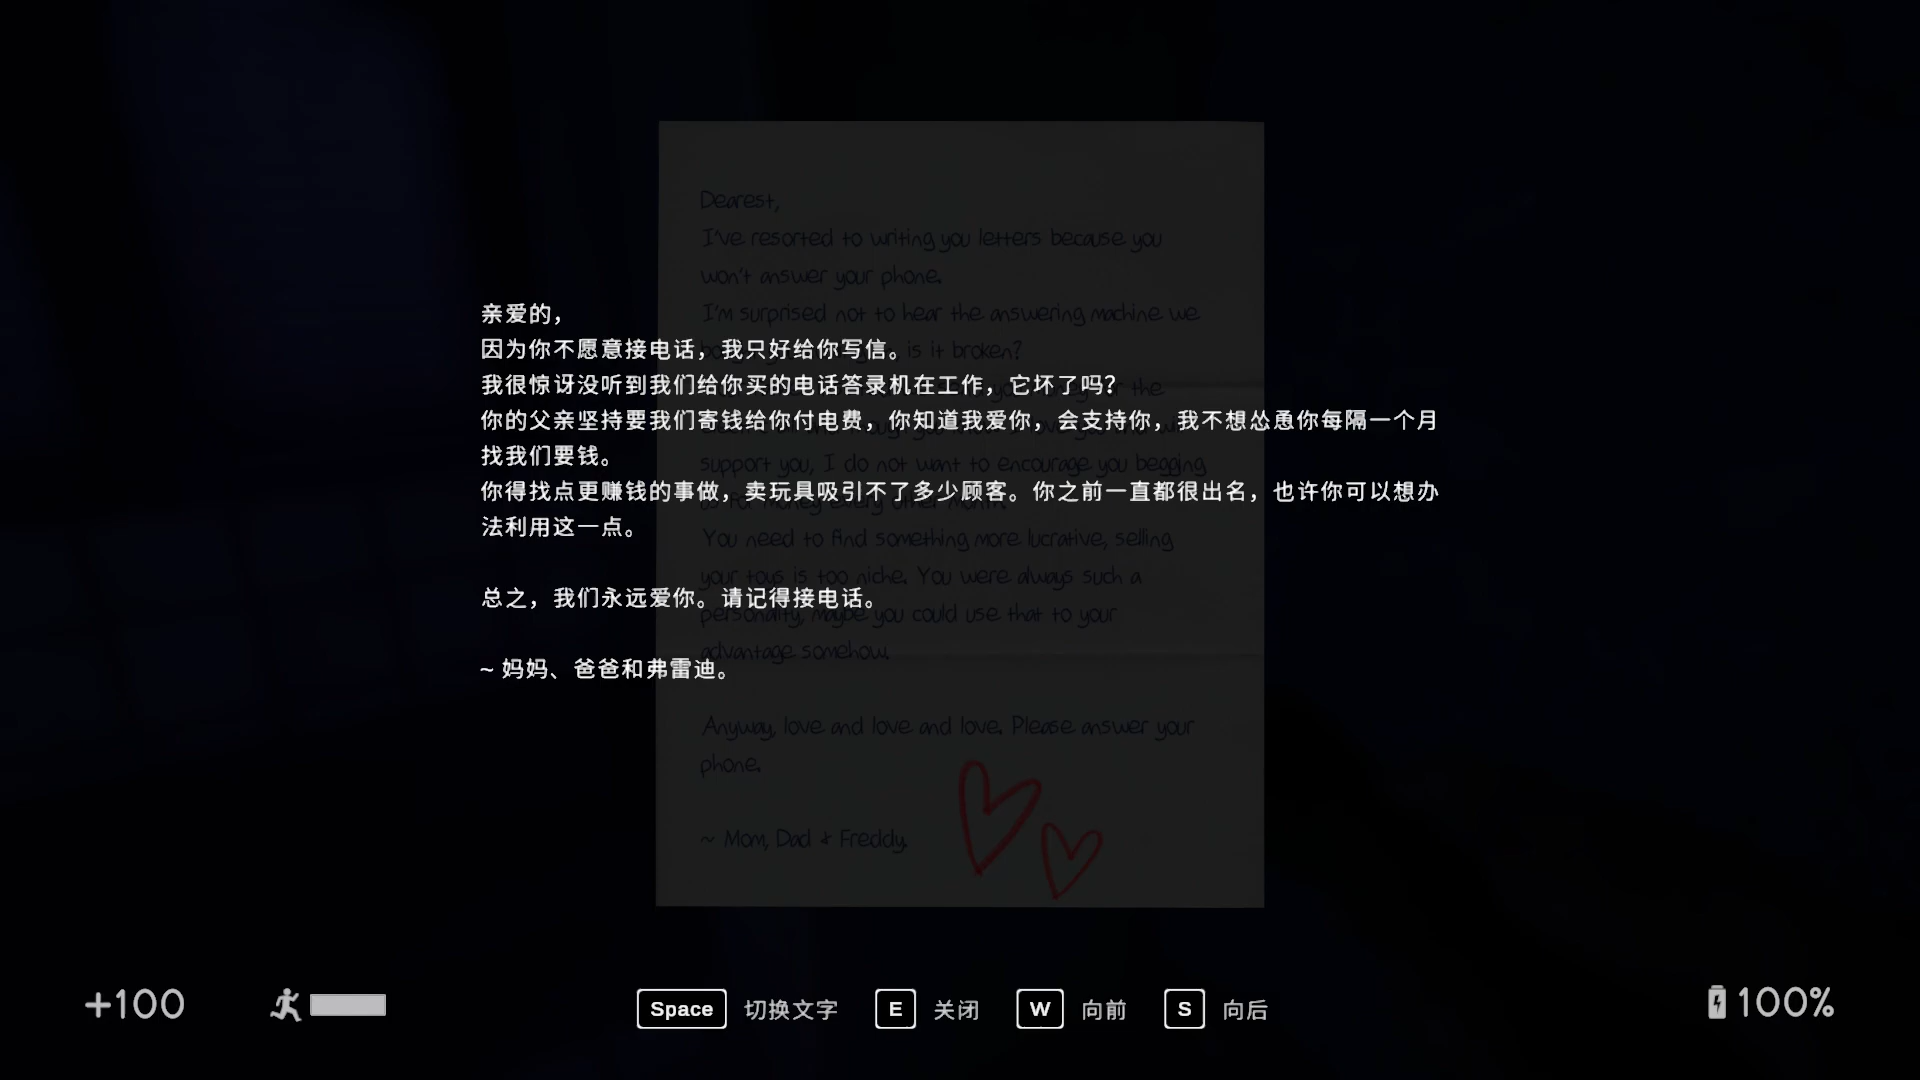 亲爱的，
因为你不愿意接电话，我只好给你写信。
我很惊讶没听到我们给你买的电话答录机在工作，它坏了吗？
你的父亲坚持要我们寄钱给你付电费，你知道我爱你，会支持你，我不想怂恿你每隔一个月
找我们要钱。
你得找点更赚钱的事做，卖玩具吸引不了多少顾客。你之前一直都很出名，也许你可以想办
法利用这一点。
总之，我们永远爱你。请记得接电话。
~ 妈妈、爸爸和弗雷迪。
Dearest,
I've resorted to writing you letters because you
won't answer your phone.
I'm surprised not to hear the answering machine we
is it broken?
the
support you, I do not want to encourage you begging
us for money every other month.
You need to find something more lucrative, selling
your toys is too niche. You were always such a
personality, maybe you could use that to your
advantage somehow.
Anyway, love and love and love. Please answer your
phone.
~ Mom, Dad & Freddy.
+100
Space 切换文字 E 关闭 W 向前 S 向后
100%